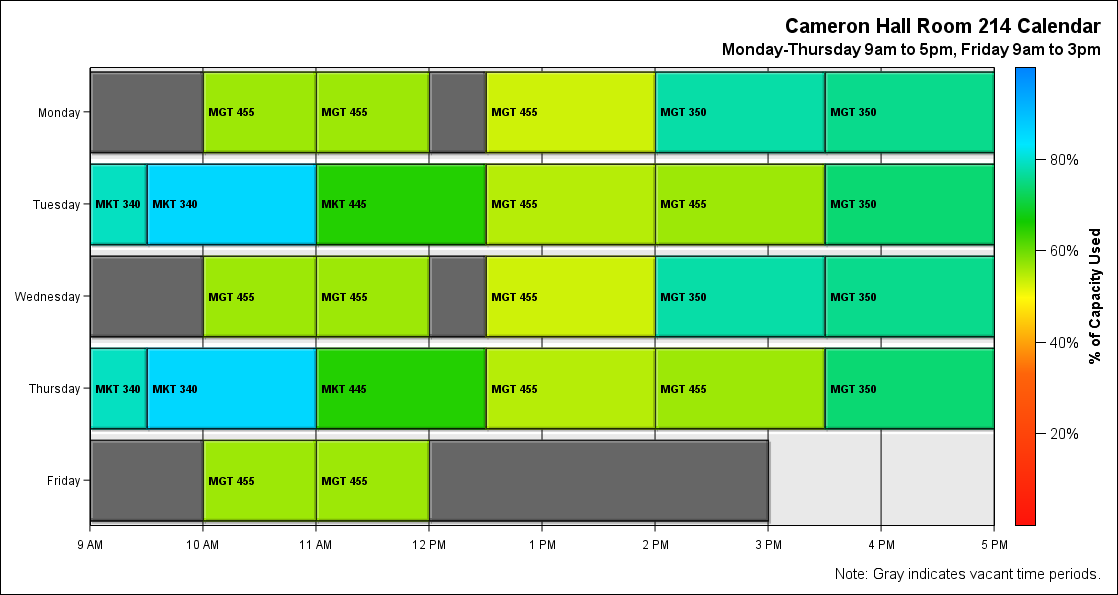 Cameron Hall Room 214 Calendar
Monday-Thursday 9am to 5pm, Friday 9am to 3pm
Monday MGT 455 MGT 455 MGT 455 MGT 350 MGT 350
Tuesday MKT 340 MKT 340 MKT 445 MGT 455 MGT 455 MGT 350
Wednesday MGT 455 MGT 455 MGT 455 MGT 350 MGT 350
Thursday MKT 340 MKT 340 MKT 445 MGT 455 MGT 455 MGT 350
Friday MGT 455 MGT 455
9 AM 10 AM 11 AM 12 PM 1 PM 2 PM 3 PM 4 PM 5 PM
80%
60%
40%
20%
% of Capacity Used
Note: Gray indicates vacant time periods.